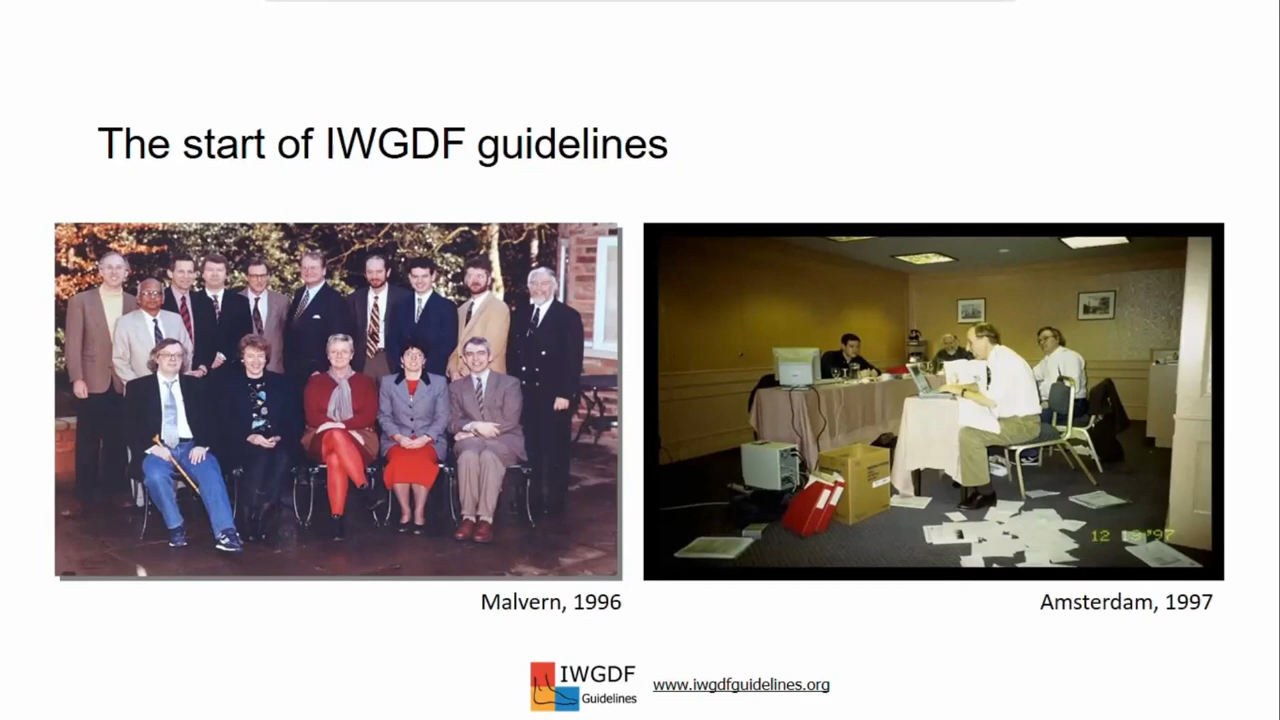 The start of IWGDF guidelines
Malvern, 1996
Amsterdam, 1997
IWGDF
Guidelines
www.iwgdfguidelines.org